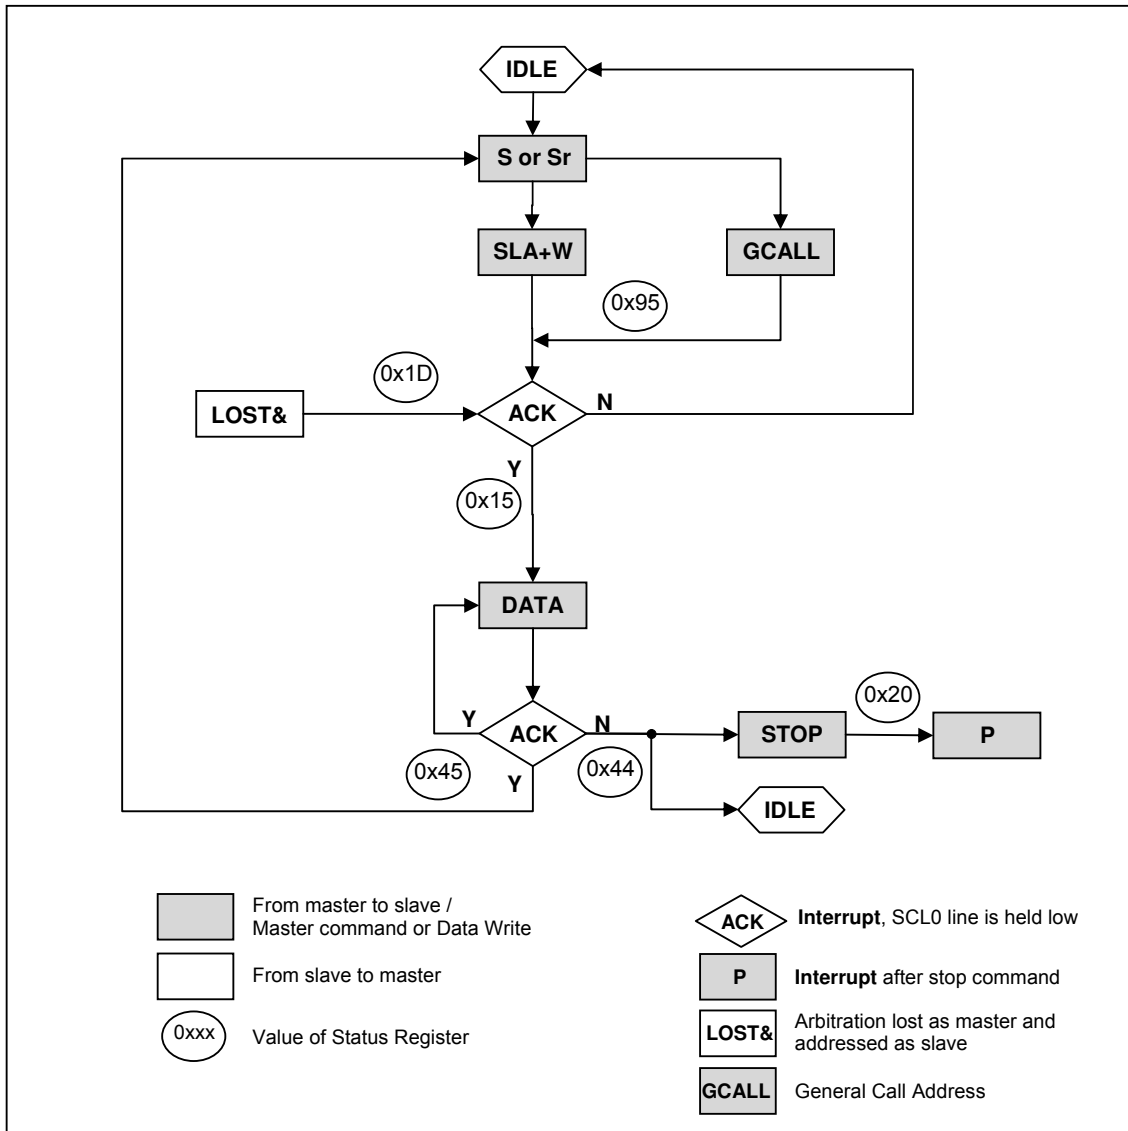 IDLE
S or Sr
SLA+W
GCALL
0x95
0x1D
LOST&
ACK
N
Y
0x15
DATA
0x20
Y
ACK
N
STOP
P
0x45
Y
0x44
IDLE
From master to slave /
Master command or Data Write
From slave to master
0xxx
Value of Status Register
ACK
Interrupt, SCL0 line is held low
P
Interrupt after stop command
LOST&
Arbitration lost as master and
addressed as slave
GCALL
General Call Address